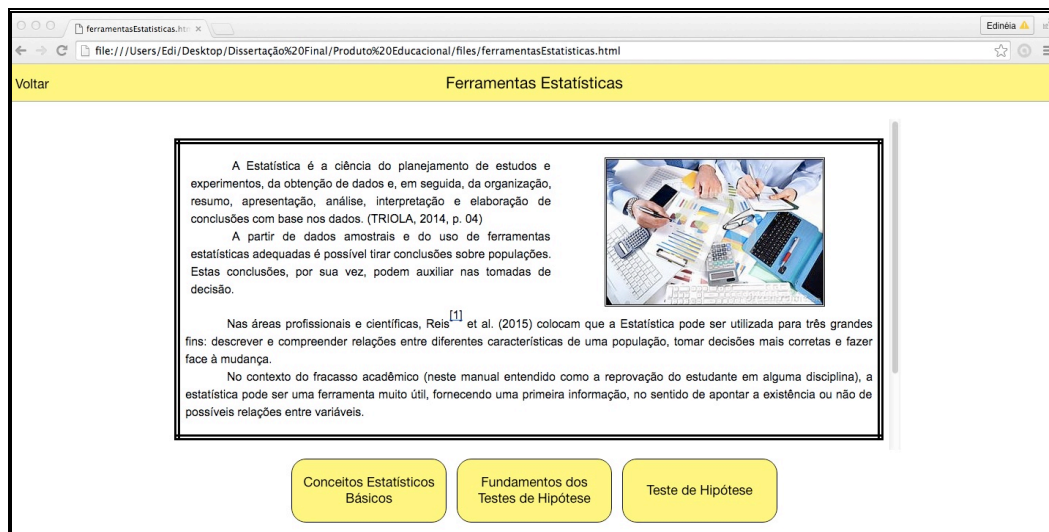 ferramentasEstatisticas.htm
Edinéia
file:///Users/Edi/Desktop/Dissertação%20Final/Produto%20Educacional/files/ferramentasEstatisticas.html
Voltar
Ferramentas Estatísticas
A Estatística é a ciência do planejamento de estudos e
experimentos, da obtenção de dados e, em seguida, da organização,
resumo, apresentação, análise, interpretação e elaboração de
conclusões com base nos dados. (TRIOLA, 2014, p. 04)
A partir de dados amostrais e do uso de ferramentas
estatísticas adequadas é possível tirar conclusões sobre populações.
Estas conclusões, por sua vez, podem auxiliar nas tomadas de
decisão.
Nas áreas profissionais e científicas, Reis[1] et al. (2015) colocam que a Estatística pode ser utilizada para três grandes
fins: descrever e compreender relações entre diferentes características de uma população, tomar decisões mais corretas e fazer
face à mudança.
No contexto do fracasso acadêmico (neste manual entendido como a reprovação do estudante em alguma disciplina), a
estatística pode ser uma ferramenta muito útil, fornecendo uma primeira informação, no sentido de apontar a existência ou não de
possíveis relações entre variáveis.
Conceitos Estatísticos
Básicos
Fundamentos dos
Testes de Hipótese
Teste de Hipótese